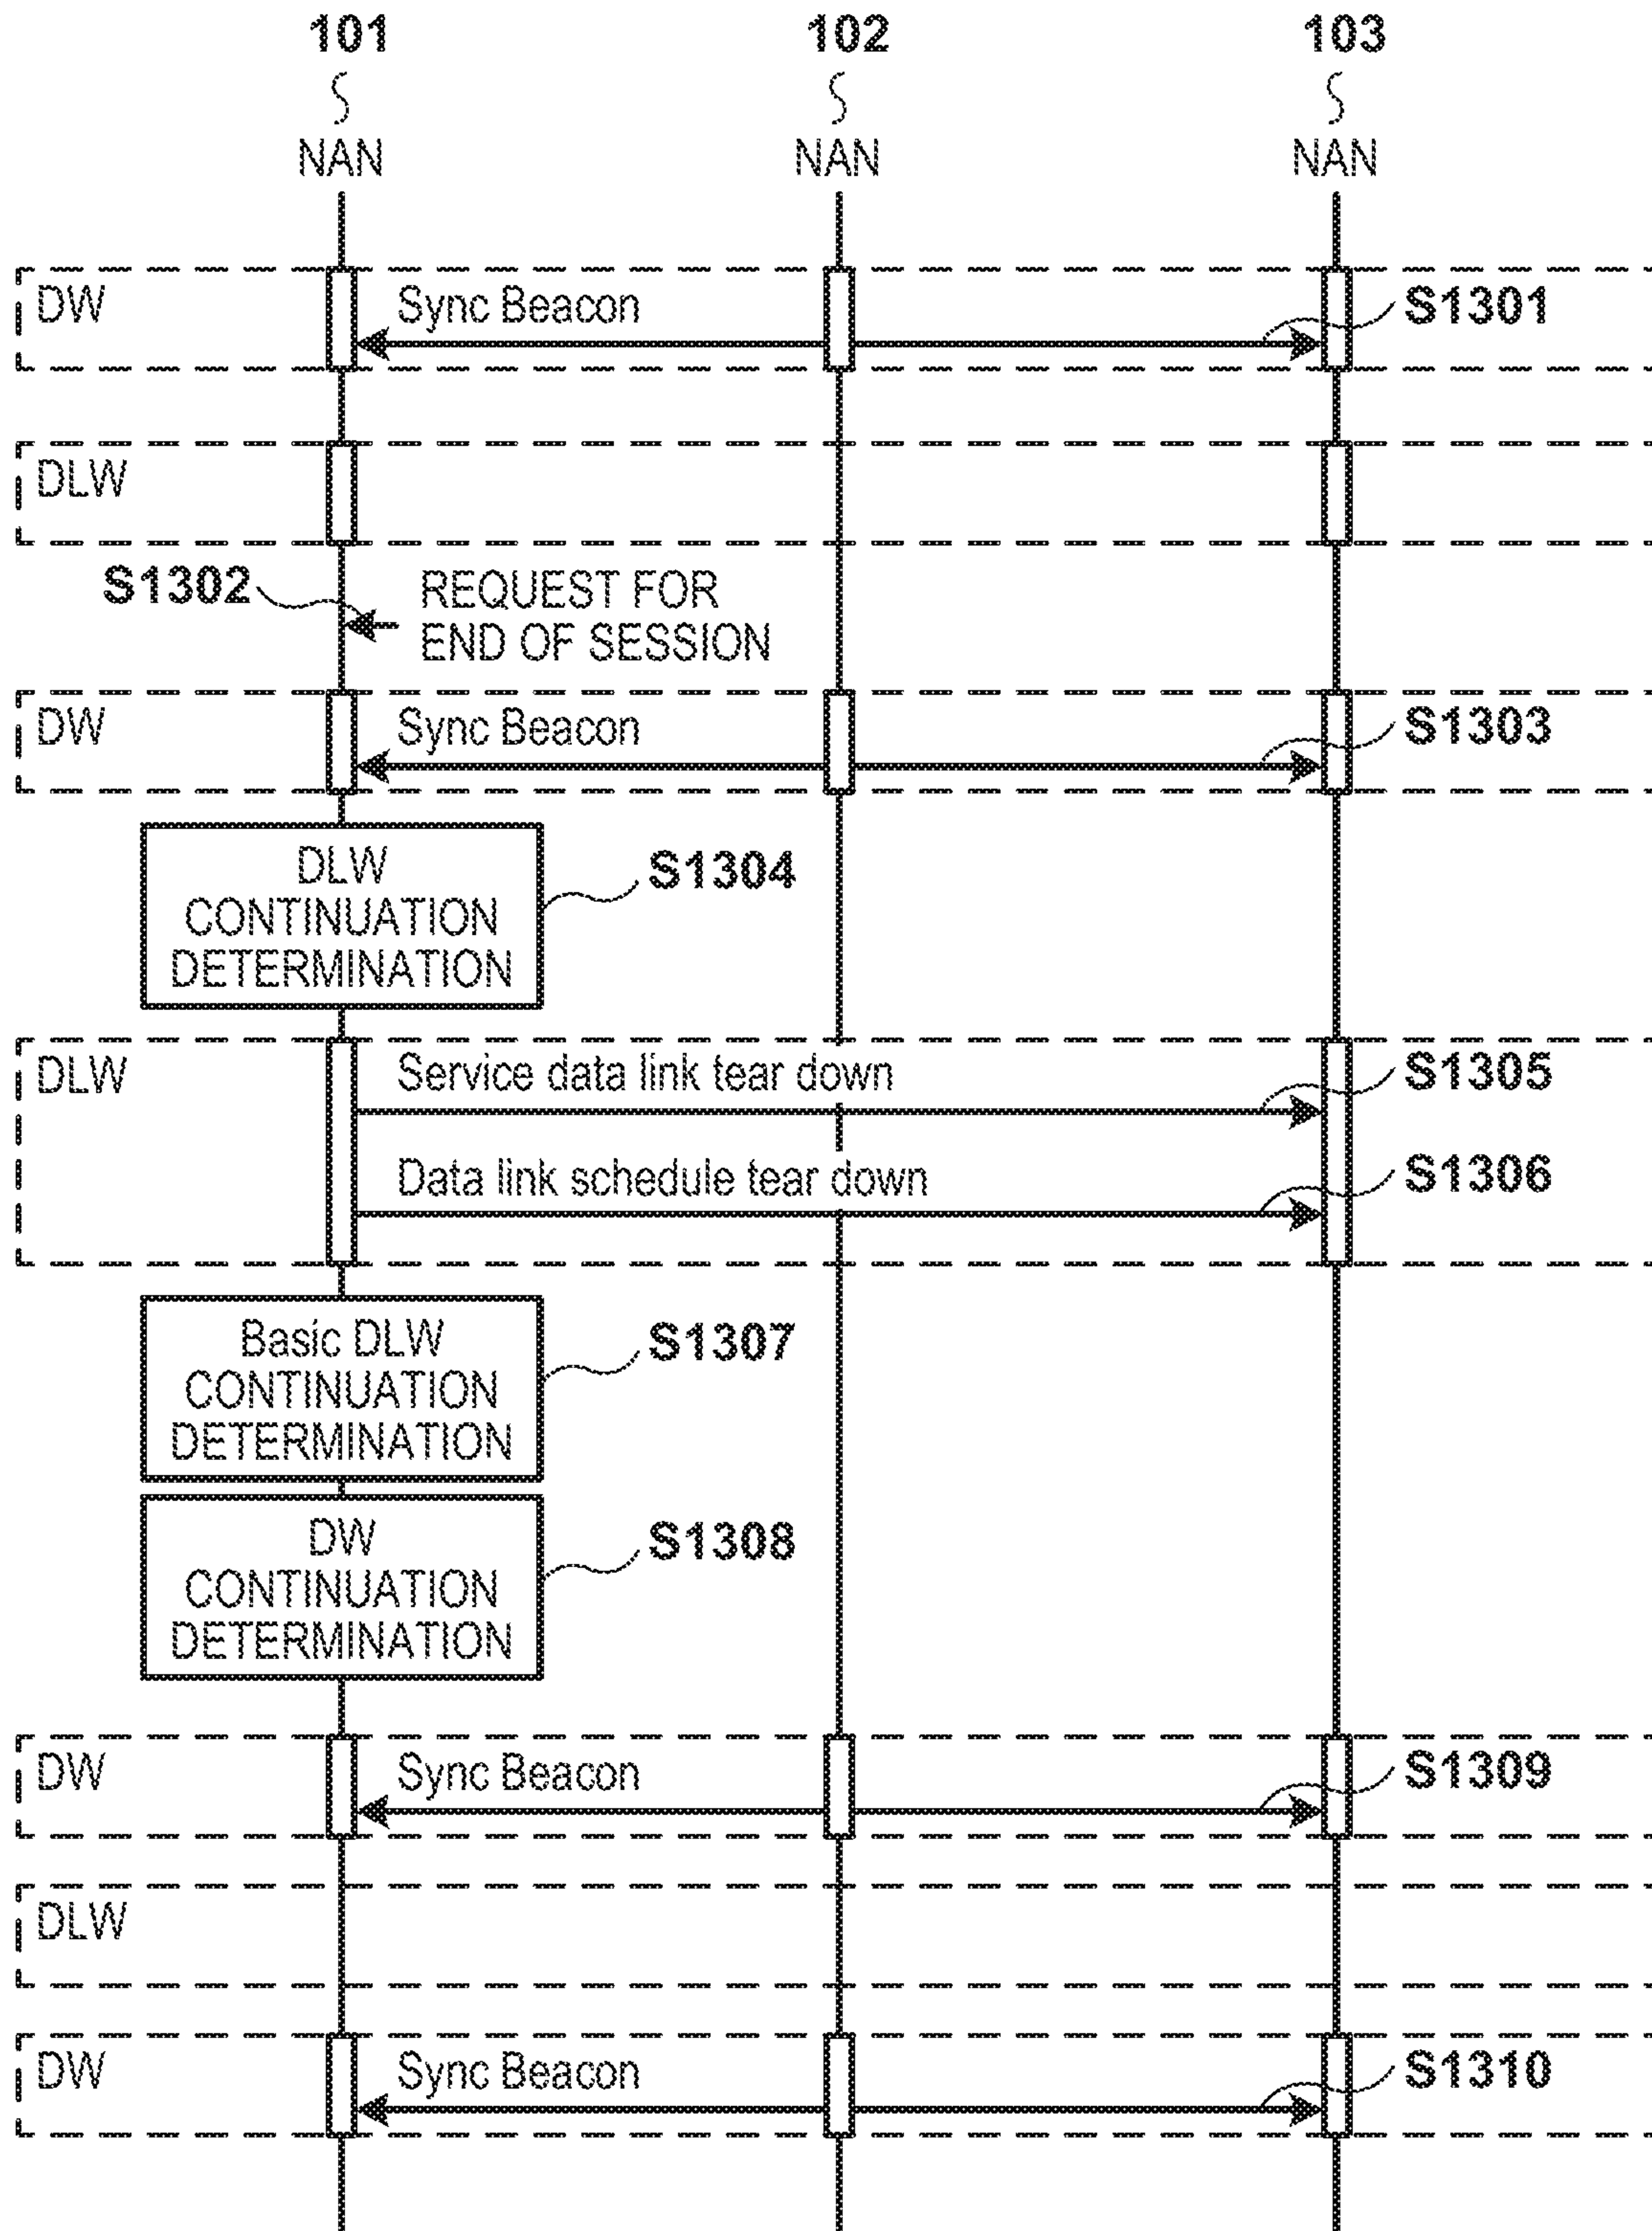 101 102 103
NAN NAN NAN
DW Sync Beacon S1301
DLW
S1302 REQUEST FOR
END OF SESSION
DW Sync Beacon S1303
DLW
CONTINUATION
DETERMINATION
S1304
DLW Service data link tear down S1305
Data link schedule tear down S1306
Basic DLW
CONTINUATION
DETERMINATION
S1307
DW
CONTINUATION
DETERMINATION
S1308
DW Sync Beacon S1309
DLW
DW Sync Beacon S1310